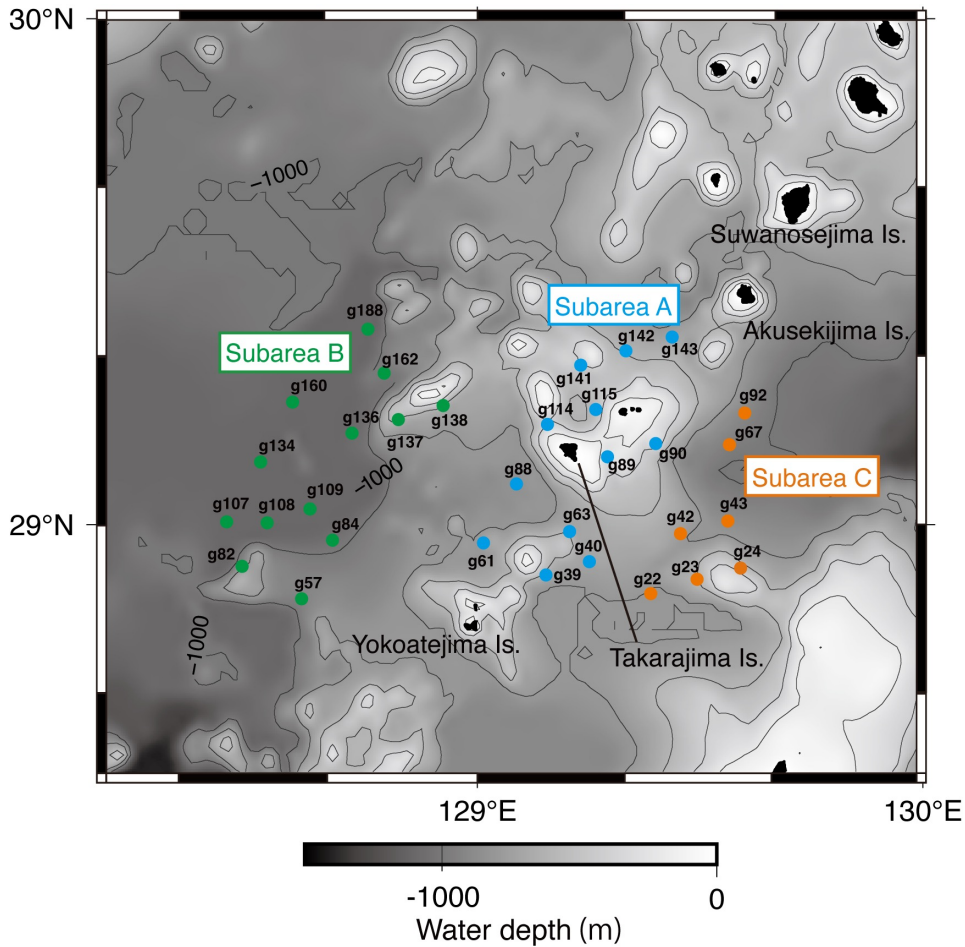 30°N
−1000
Suwanosejima Is.
Subarea A
g188
g142
g143
Akusekijima Is.
Subarea B
g162
g141
g160
g115
g92
g114
g136
g137
g138
g67
g134
g89
g90
−1000
g88
Subarea C
g107
g108
g109
g63
g43
29°N
g84
g42
g82
g61
g40
g39
g24
g57
g22
g23
−1000
Yokoatejima Is.
Takarajima Is.
129°E
130°E
-1000
0
Water depth (m)